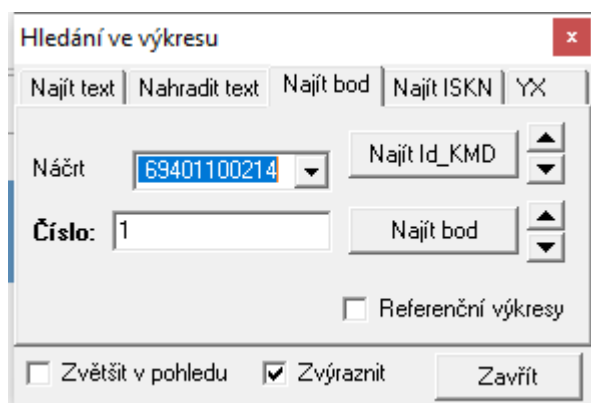 Hledání ve výkresu x
Najít text Nahradit text Najít bod Najít ISKN YX
Náčrt 69401100214 Najít Id_KMD
Číslo: 1 Najít bod
Referenční výkresy
Zvětšit v pohledu Zvýraznit Zavřít